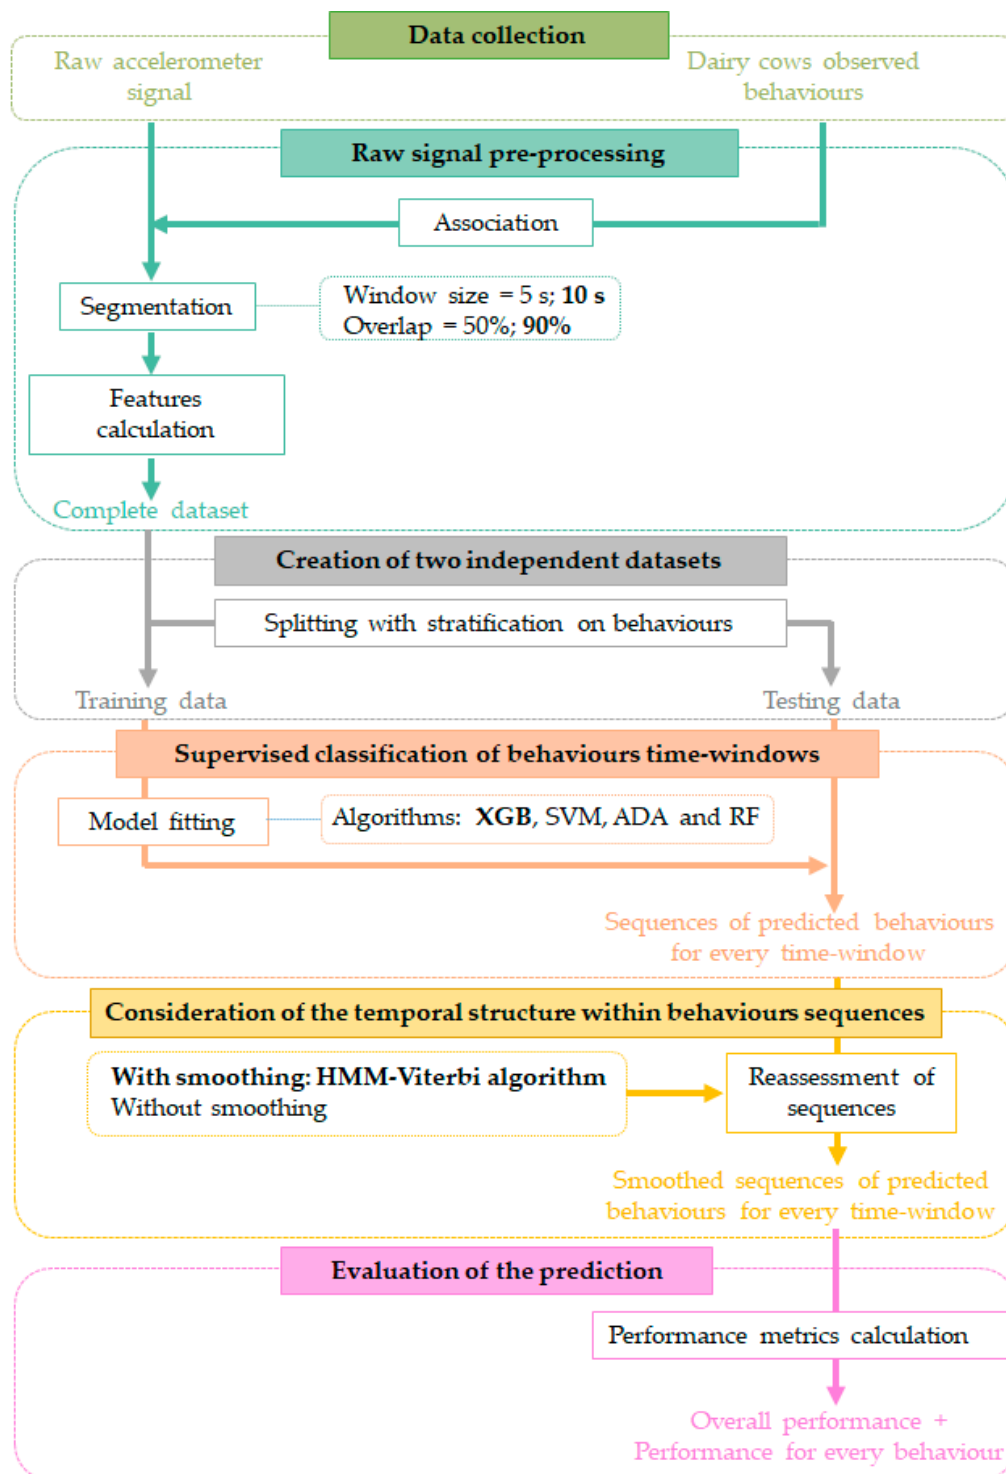 Data collection
Raw accelerometer
signal
Dairy cows observed
behaviours
Raw signal pre-processing
Association
Segmentation
Window size = 5 s; 10 s
Overlap = 50%; 90%
Features
calculation
Complete dataset
Creation of two independent datasets
Splitting with stratification on behaviours
Training data
Testing data
Supervised classification of behaviours time-windows
Model fitting
Algorithms: XGB, SVM, ADA and RF
Sequences of predicted behaviours
for every time-window
Consideration of the temporal structure within behaviours sequences
With smoothing: HMM-Viterbi algorithm
Without smoothing
Reassessment of
sequences
Smoothed sequences of predicted
behaviours for every time-window
Evaluation of the prediction
Performance metrics calculation
Overall performance +
Performance for every behaviour